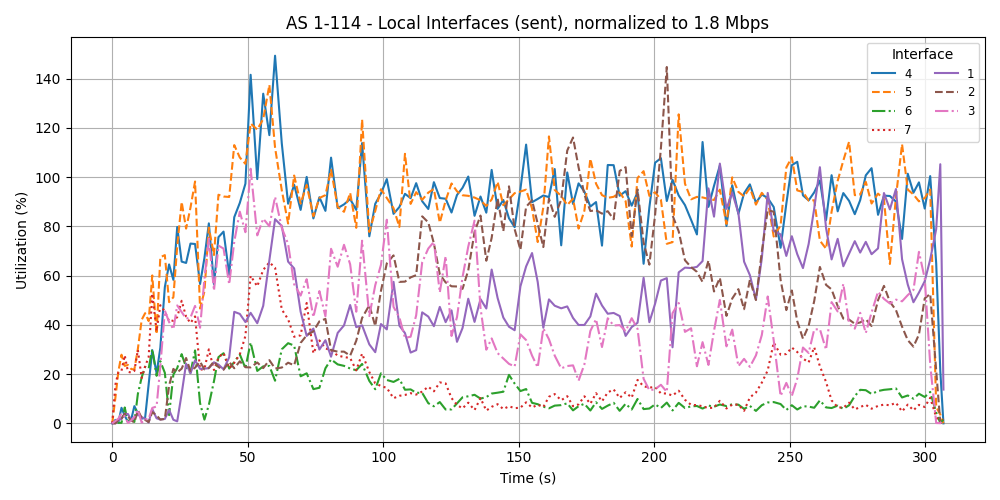 AS 1-114 - Local Interfaces (sent), normalized to 1.8 Mbps
Utilization (%)
140
120
100
80
60
40
20
0
0 50 100 150 200 250 300
Time (s)
Interface
4 1
5 2
6 3
7